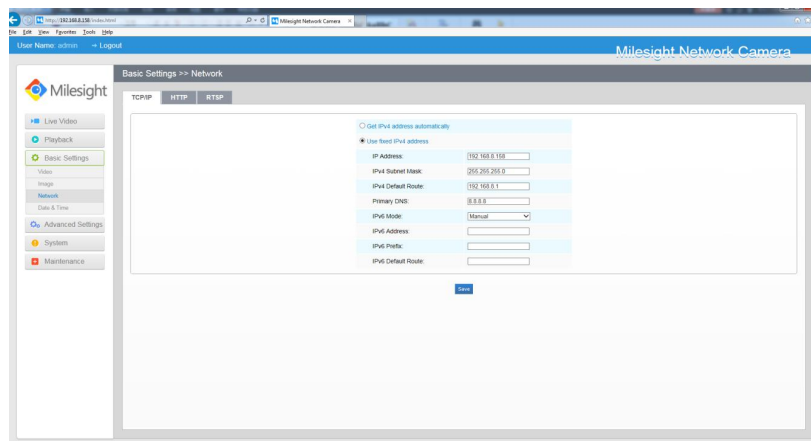 http://192.168.8.158/index.html
Milesight Network Camera
File Edit View Favorites Tools Help
User Name: admin → Logout
Milesight Network Camera
Milesight
Basic Settings >> Network
TCP/IP HTTP RTSP
Live Video
Playback
Basic Settings
Video
Image
Network
Date & Time
Advanced Settings
System
Maintenance
Get IPv4 address automatically
Use fixed IPv4 address
IP Address: 192.168.8.158
IPv4 Subnet Mask: 255.255.255.0
IPv4 Default Route: 192.168.8.1
Primary DNS: 8.8.8.8
IPv6 Mode: Manual
IPv6 Address:
IPv6 Prefix:
IPv6 Default Route:
Save